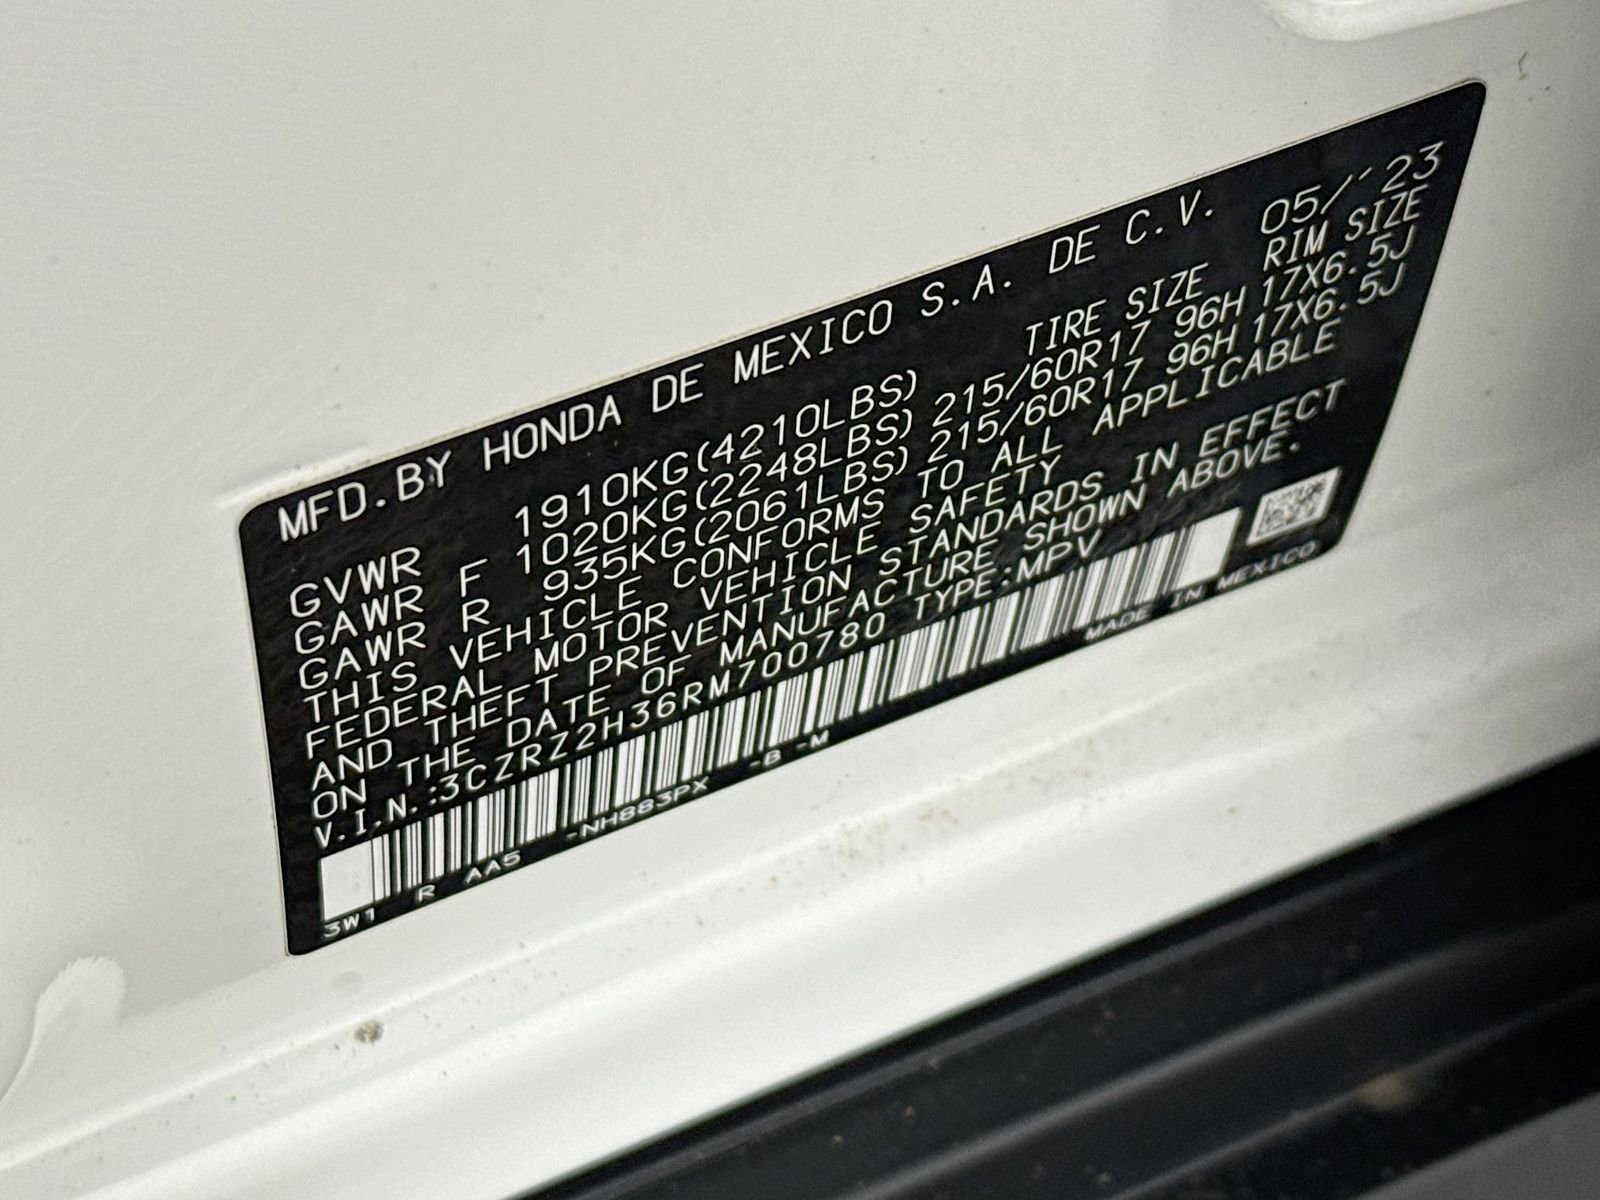 MFD.BY HONDA DE MEXICO S.A. DE C.V. 05/'23
GVWR 1910KG(4210LBS) TIRE SIZE RIM SIZE
GAWR F 1020KG(2248LBS) 215/60R17 96H 17X6.5J
GAWR R 935KG(2061LBS) 215/60R17 96H 17X6.5J
THIS VEHICLE CONFORMS TO ALL APPLICABLE
FEDERAL MOTOR VEHICLE SAFETY
AND THEFT PREVENTION STANDARDS IN EFFECT
ON THE DATE OF MANUFACTURE SHOWN ABOVE.
V.I.N.:3CZRZ2H36RM700780 TYPE:MPV
3W1 R AA5 -NH883PX -B -M MADE IN MEXICO